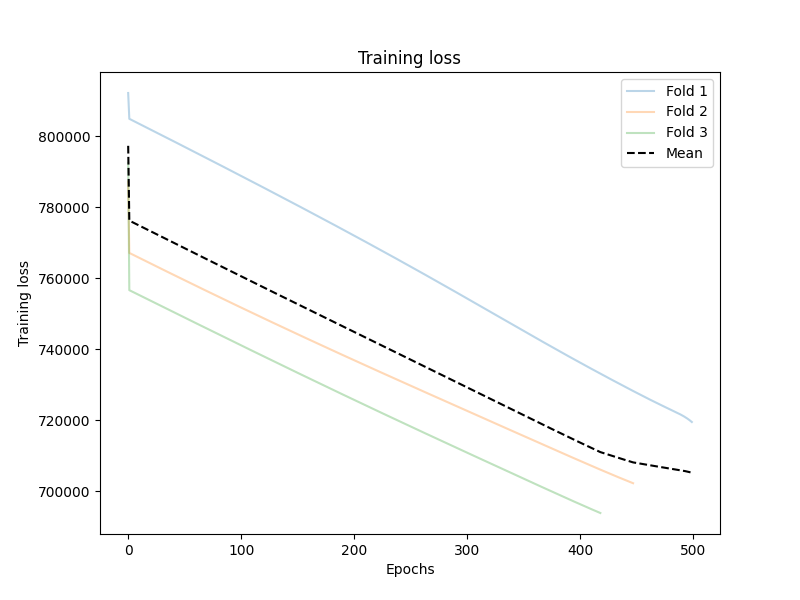 Training loss
Fold 1
Fold 2
Fold 3
Mean
Training loss
800000
780000
760000
740000
720000
700000
0 100 200 300 400 500
Epochs